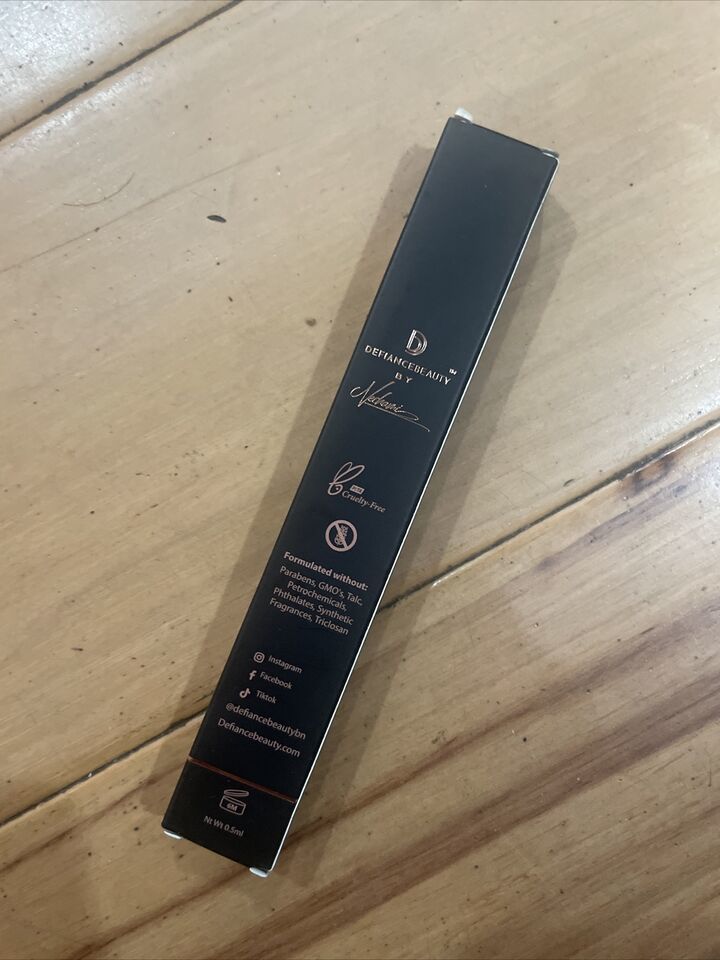 D
DEFIANCEBEAUTY™
BY
Cruelty-Free
Formulated without:
Parabens, GMO's, Talc,
Petrochemicals,
Phthalates, Synthetic
Fragrances, Triclosan
Instagram
Facebook
Tiktok
@defiancebeautybn
Defiancebeauty.com
6M
Nt Wt 0.5ml